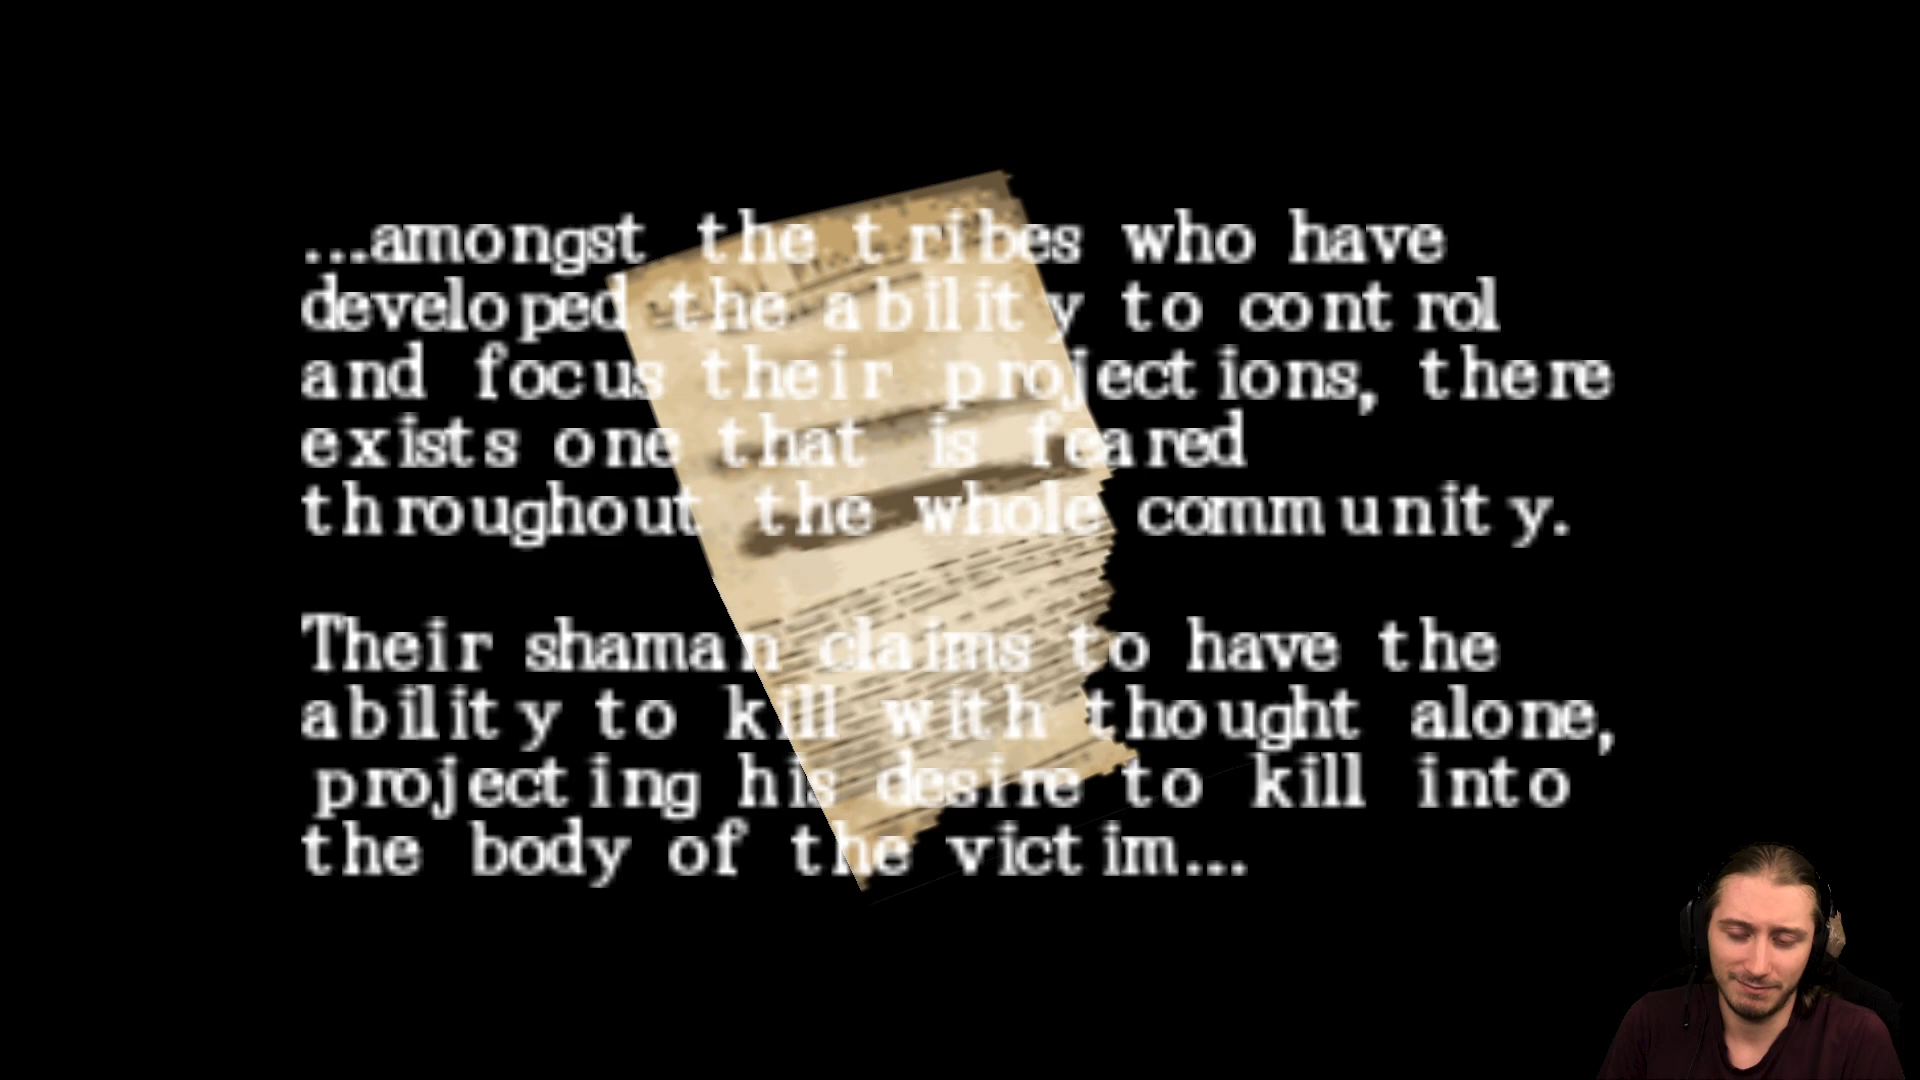 ...amongst the tribes who have
developed the ability to control
and focus their projections, there
exists one that is feared
throughout the whole community.
Their shaman claims to have the
ability to kill with thought alone,
projecting his desire to kill into
the body of the victim...